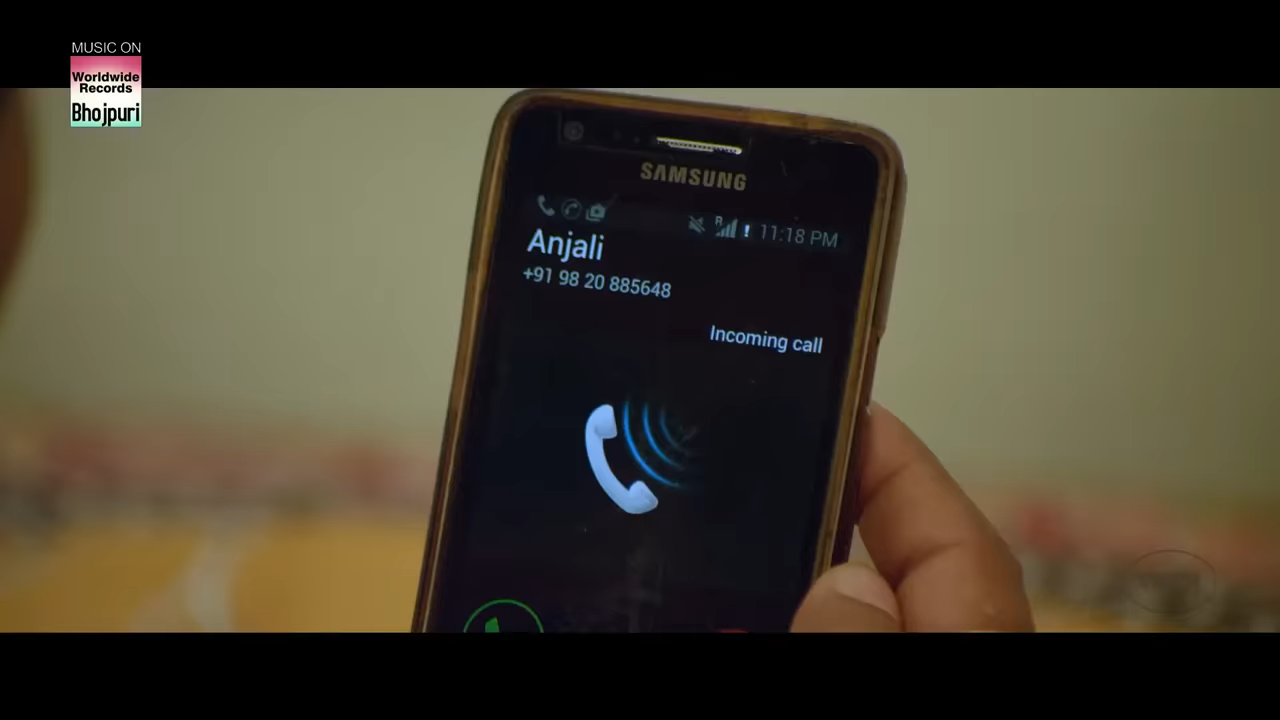 MUSIC ON
Worldwide
Records
Bhojpuri
SAMSUNG
R
11:18 PM
Anjali
+91 98 20 885648
Incoming call